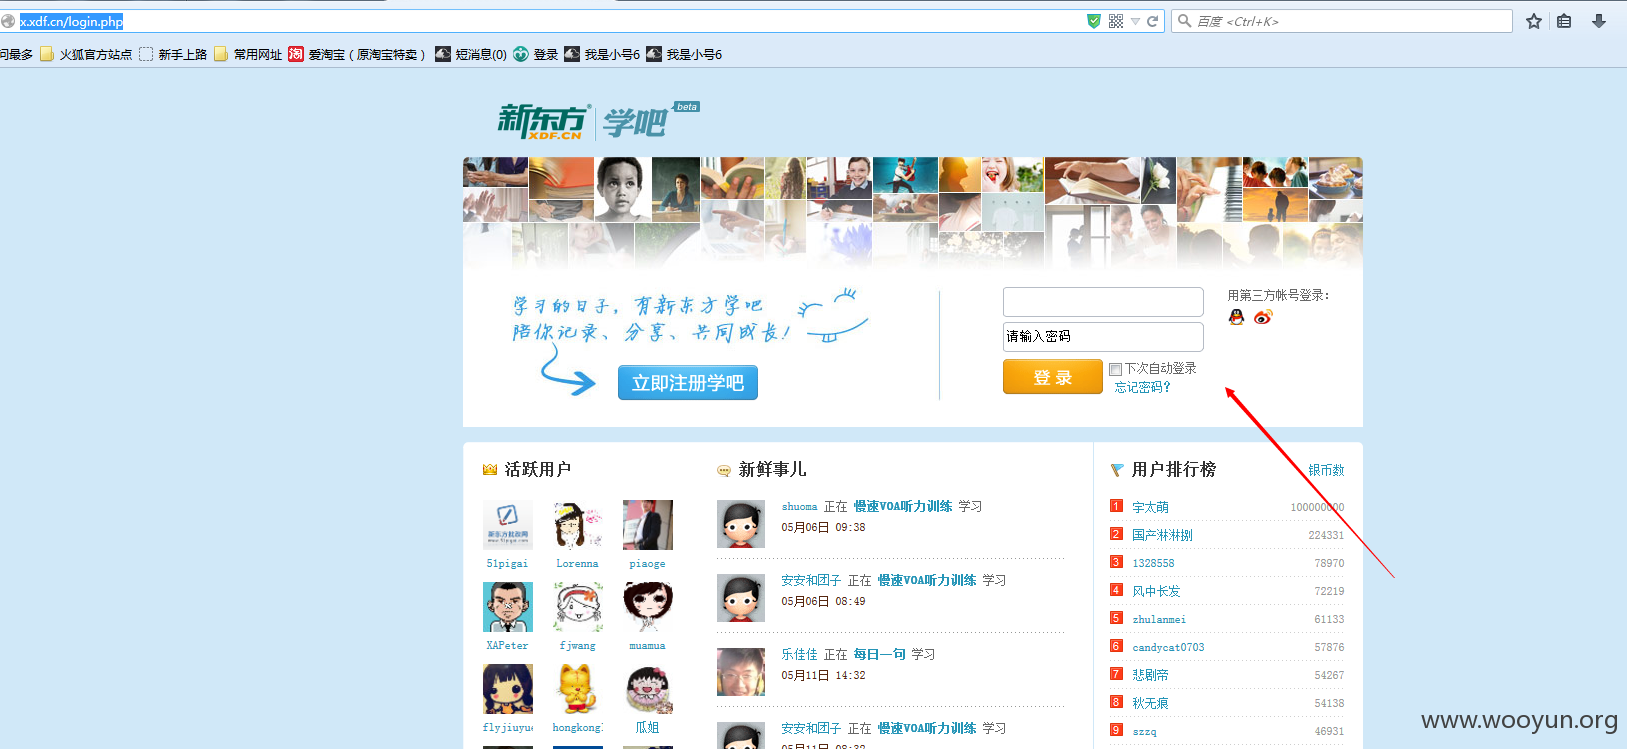 x.xdf.cn/login.php
百度 <Ctrl+K>
问最多 火狐官方站点 新手上路 常用网址 淘 爱淘宝（原淘宝特卖） 短消息(0) 登录 我是小号6 我是小号6
新东方 XDF.CN 学吧 beta
学习的日子，有新东方学吧
陪你记录、分享、共同成长！
立即注册学吧
请输入密码
登 录
下次自动登录
忘记密码？
用第三方帐号登录：
活跃用户
51pigai Lorenna piaoge
XAPeter fjwang muamua
flyjiuyue hongkong 瓜姐
新鲜事儿
shuoma 正在 慢速VOA听力训练 学习
05月06日 09:38
安安和团子 正在 慢速VOA听力训练 学习
05月06日 08:49
乐佳佳 正在 每日一句 学习
05月11日 14:32
安安和团子 正在 慢速VOA听力训练 学习
05月11日 08:32
用户排行榜 银币数
1 宇太萌 100000000
2 国产淋淋捌 224331
3 1328558 78970
4 风中长发 72219
5 zhulanmei 61133
6 candycat0703 57876
7 悲剧帝 54267
8 秋无痕 54138
9 szzq 46931
www.wooyun.org